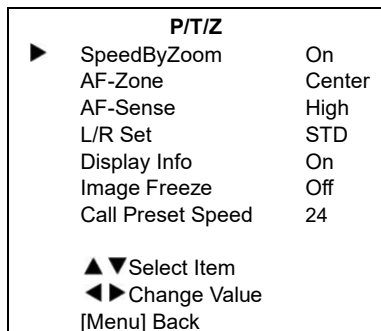 P/T/Z
▶ SpeedByZoom On
AF-Zone Center
AF-Sense High
L/R Set STD
Display Info On
Image Freeze Off
Call Preset Speed 24
▲▼Select Item
◀▶Change Value
[Menu] Back